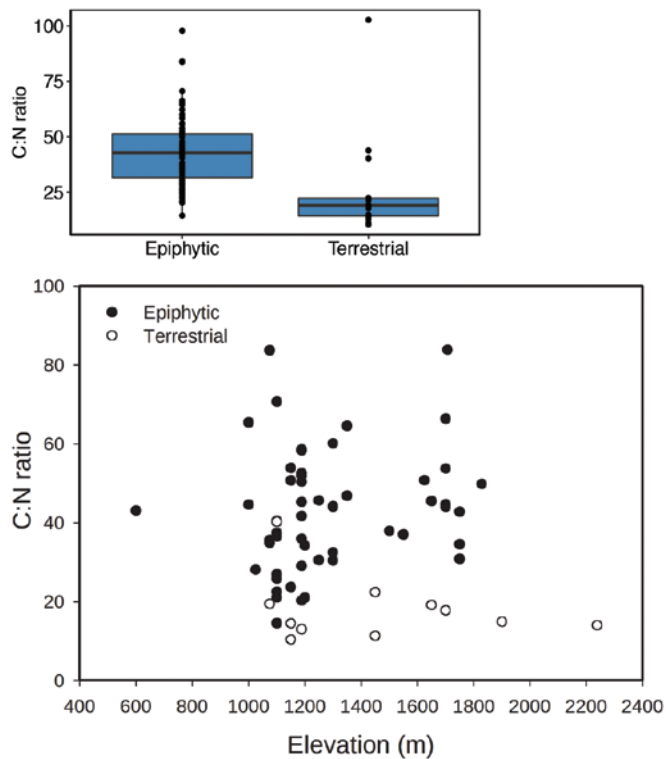 100
75
50
25
C:N ratio
Epiphytic Terrestrial
100
80
60
40
20
0
C:N ratio
Epiphytic
Terrestrial
400 600 800 1000 1200 1400 1600 1800 2000 2200 2400
Elevation (m)